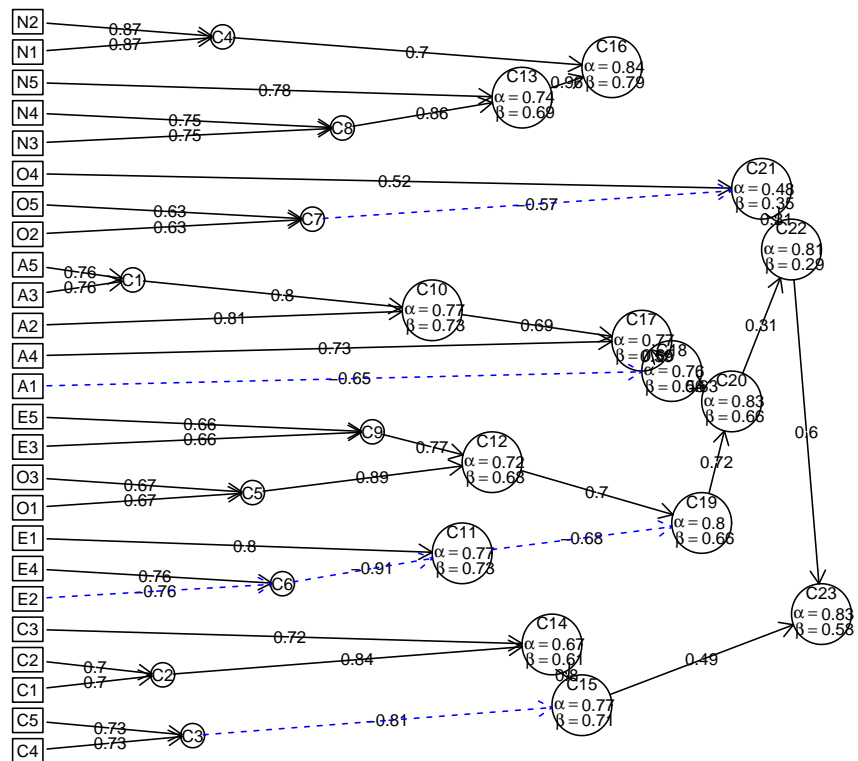 N2
0.87
N1
0.87
C4
0.7
C16
α = 0.84
β = 0.79
N5
0.78
C13
α = 0.74
β = 0.69
0.96
N4
0.75
N3
0.75
C8
0.86
O4
0.52
C21
α = 0.48
β = 0.35
0.31
O5
0.63
O2
0.63
C7
−0.57
C22
α = 0.81
β = 0.29
A5
0.76
A3
0.76
C1
0.8
C10
α = 0.77
β = 0.73
A2
0.81
0.69
C17
α = 0.77
A4
0.73
C18
α = 0.76
A1
−0.65
0.31
C20
α = 0.83
β = 0.66
0.6
E5
0.66
E3
0.66
C9
0.77
C12
α = 0.72
β = 0.68
O3
0.67
O1
0.67
C5
0.89
0.7
0.72
C19
α = 0.8
β = 0.66
E1
0.8
C11
α = 0.77
β = 0.73
−0.68
E4
0.76
E2
−0.76
C6
−0.91
C23
α = 0.83
β = 0.58
C3
0.72
C14
α = 0.67
β = 0.61
C2
0.7
C1
0.7
C2
0.84
0.8
C15
α = 0.77
β = 0.71
0.49
C5
0.73
C4
0.73
C3
−0.81